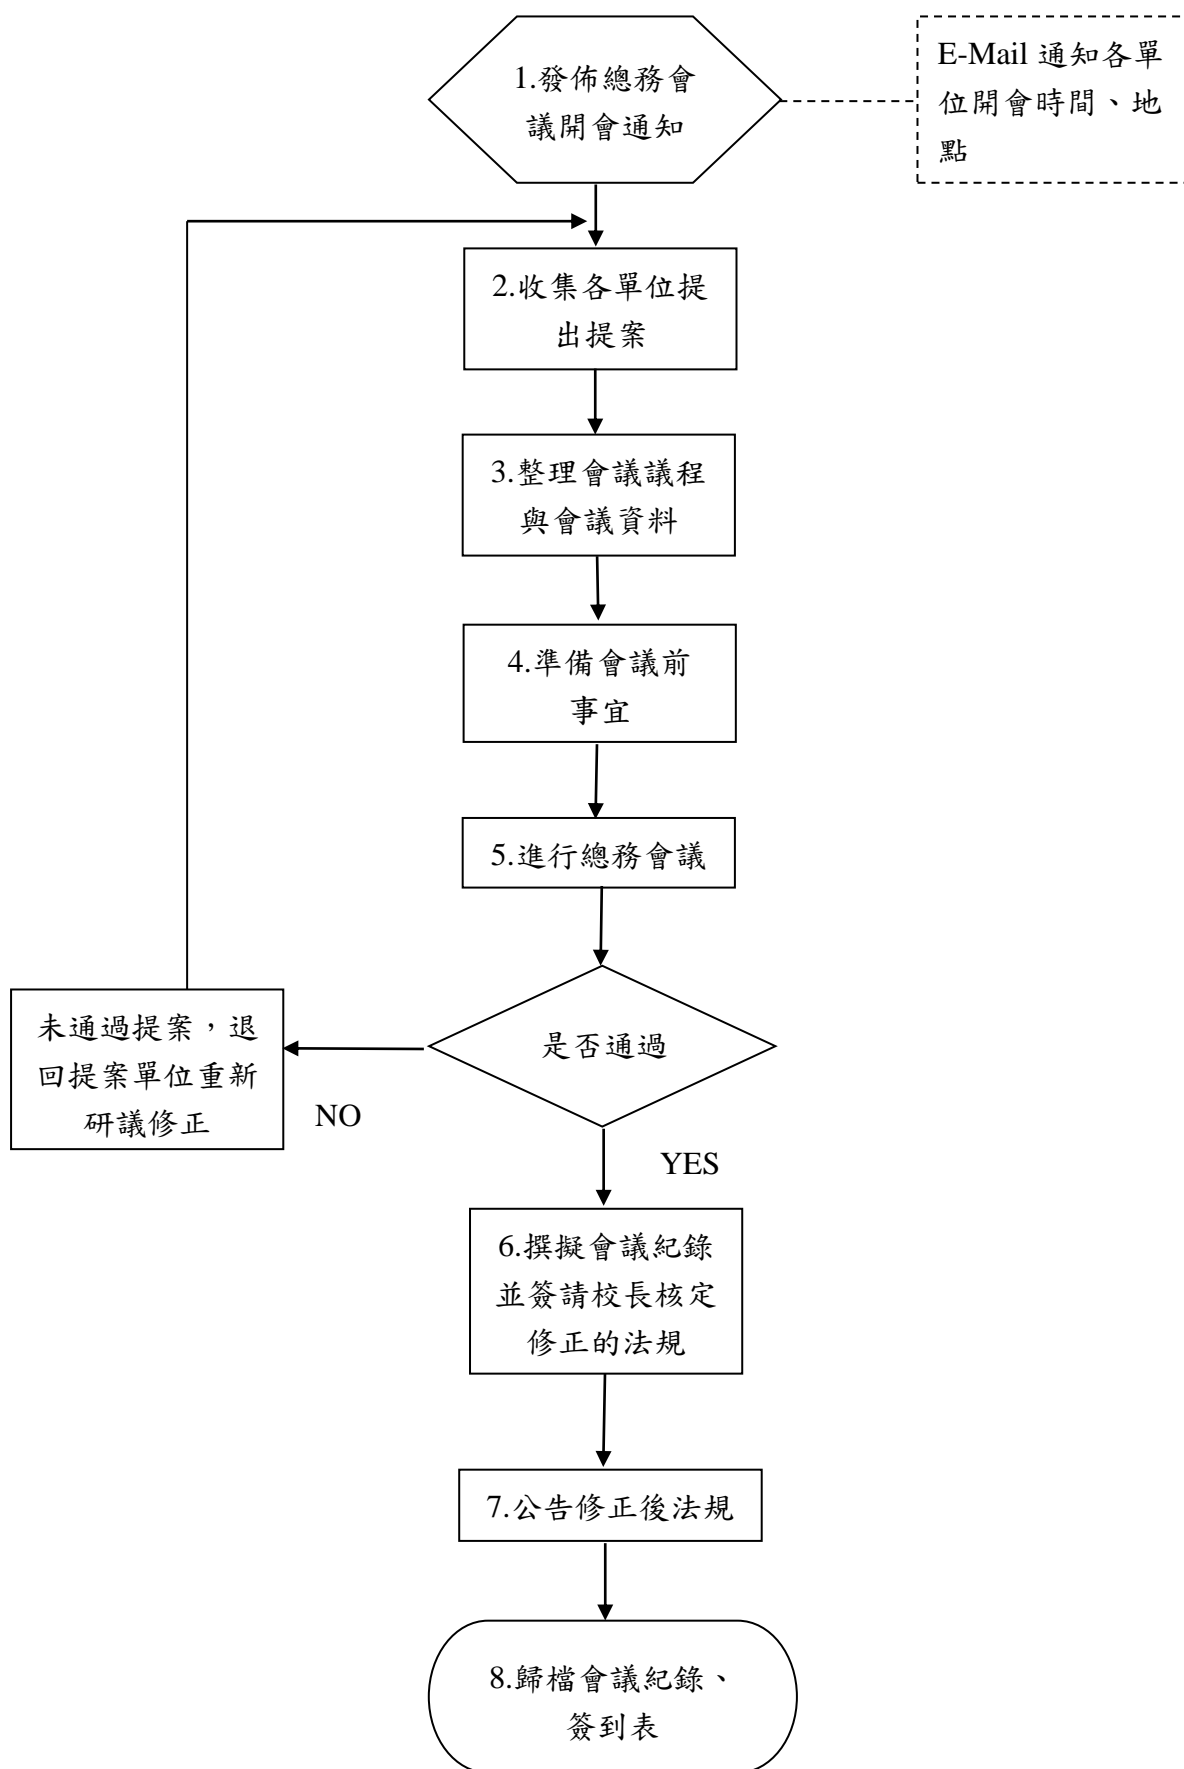 1.發佈總務會
議開會通知
E-Mail 通知各單
位開會時間、地
點
2.收集各單位提
出提案
3.整理會議議程
與會議資料
4.準備會議前
事宜
5.進行總務會議
是否通過
未通過提案，退
回提案單位重新
研議修正
NO
YES
6.撰擬會議紀錄
並簽請校長核定
修正的法規
7.公告修正後法規
8.歸檔會議紀錄、
簽到表